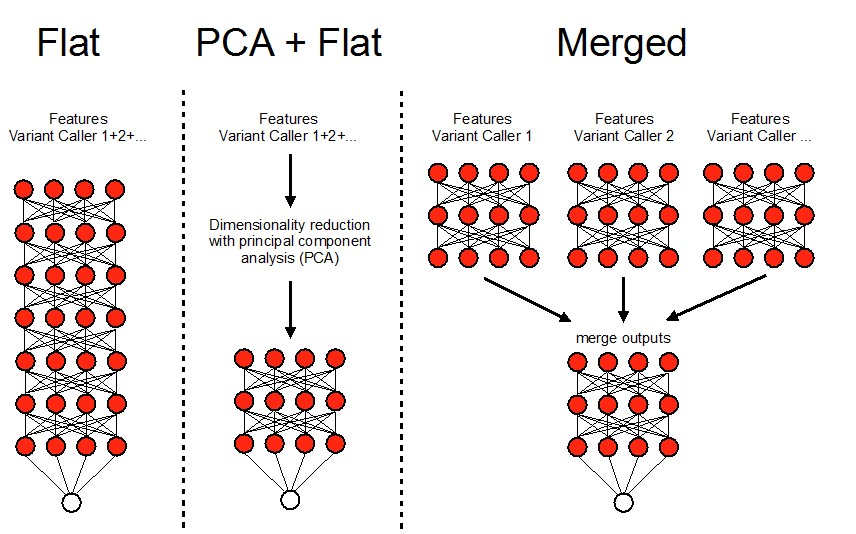 Flat
PCA + Flat
Merged
Features
Variant Caller 1+2+...
Features
Variant Caller 1+2+...
Dimensionality reduction
with principal component
analysis (PCA)
Features
Variant Caller 1
Features
Variant Caller 2
Features
Variant Caller ...
merge outputs